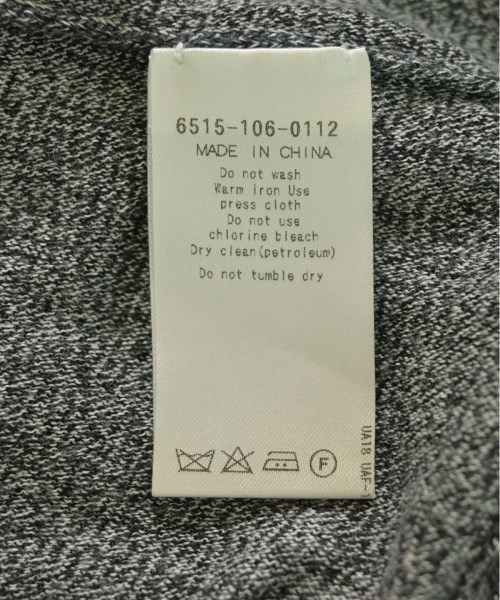 6515-106-0112
MADE IN CHINA
Do not wash
Warm iron Use
press cloth
Do not use
chlorine bleach
Dry clean(petroleum)
Do not tumble dry
F
UA18 UAF-